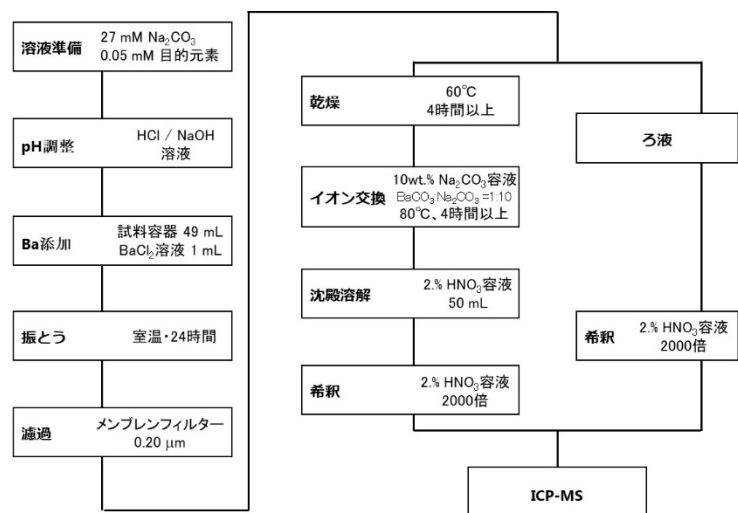 溶液準備
27 mM Na₂CO₃
0.05 mM 目的元素
pH調整
HCl / NaOH
溶液
Ba添加
試料容器 49 mL
BaCl₂溶液 1 mL
振とう
室温・24時間
濾過
メンブレンフィルター
0.20 μm
乾燥
60℃
4時間以上
イオン交換
10wt.% Na₂CO₃容液
BaCO₃:Na₂CO₃ =1:10
80℃、4時間以上
沈殿溶解
2.% HNO₃容液
50 mL
希釈
2.% HNO₃容液
2000倍
ろ液
希釈
2.% HNO₃容液
2000倍
ICP-MS